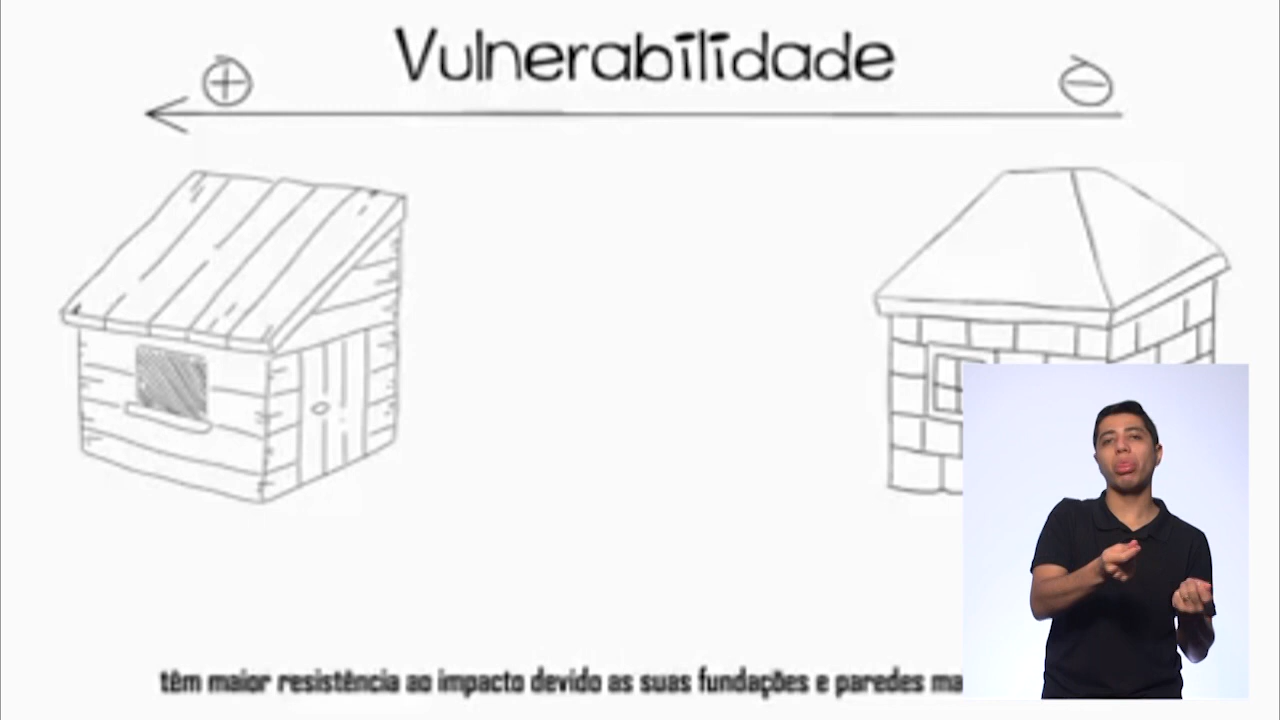 Vulnerabilidade
+ -
têm maior resistência ao impacto devido as suas fundações e paredes